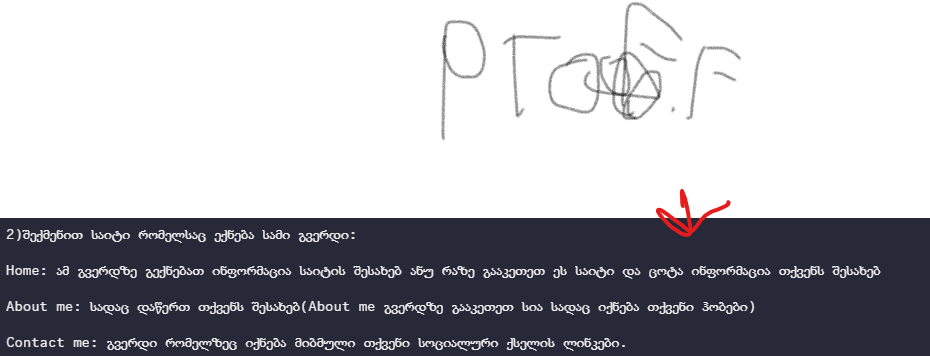 2)შექმენით საიტი რომელსაც ექნება სამი გვერდი:
Home: ამ გვერდზე გექნებათ ინფორმაცია საიტის შესახებ ანუ რაზე გააკეთეთ ეს საიტი და ცოტა ინფორმაცია თქვენს შესახებ
About me: სადაც დაწერთ თქვენს შესახებ(About me გვერდზე გააკეთეთ სია სადაც იქნება თქვენი ჰობები)
Contact me: გვერდი რომელზეც იქნება მიბმული თქვენი სოციალური ქსელის ლინკები.